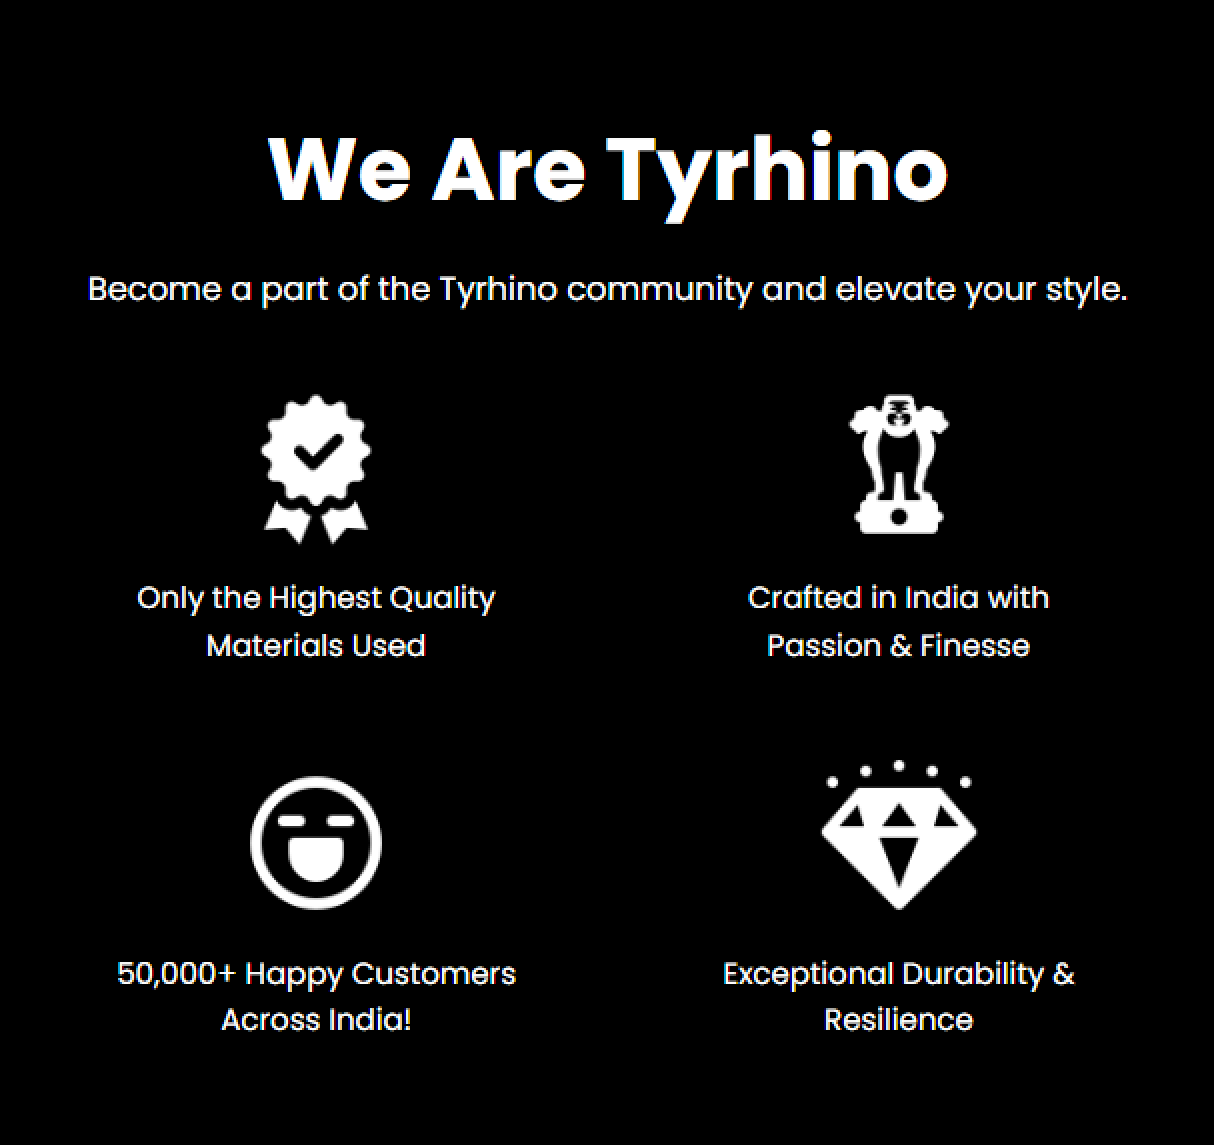 We Are Tyrhino
Become a part of the Tyrhino community and elevate your style.
Only the Highest Quality
Materials Used
Crafted in India with
Passion & Finesse
50,000+ Happy Customers
Across India!
Exceptional Durability &
Resilience